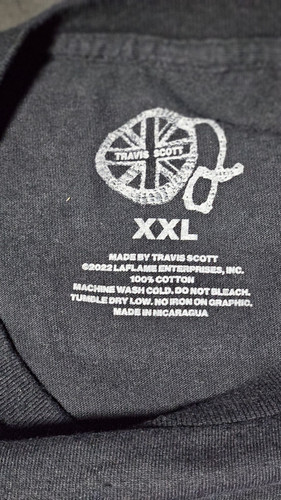 TRAVIS SCOTT
XXL
MADE BY TRAVIS SCOTT
©2022 LAFLAME ENTERPRISES, INC.
100% COTTON
MACHINE WASH COLD. DO NOT BLEACH.
TUMBLE DRY LOW. NO IRON ON GRAPHIC.
MADE IN NICARAGUA